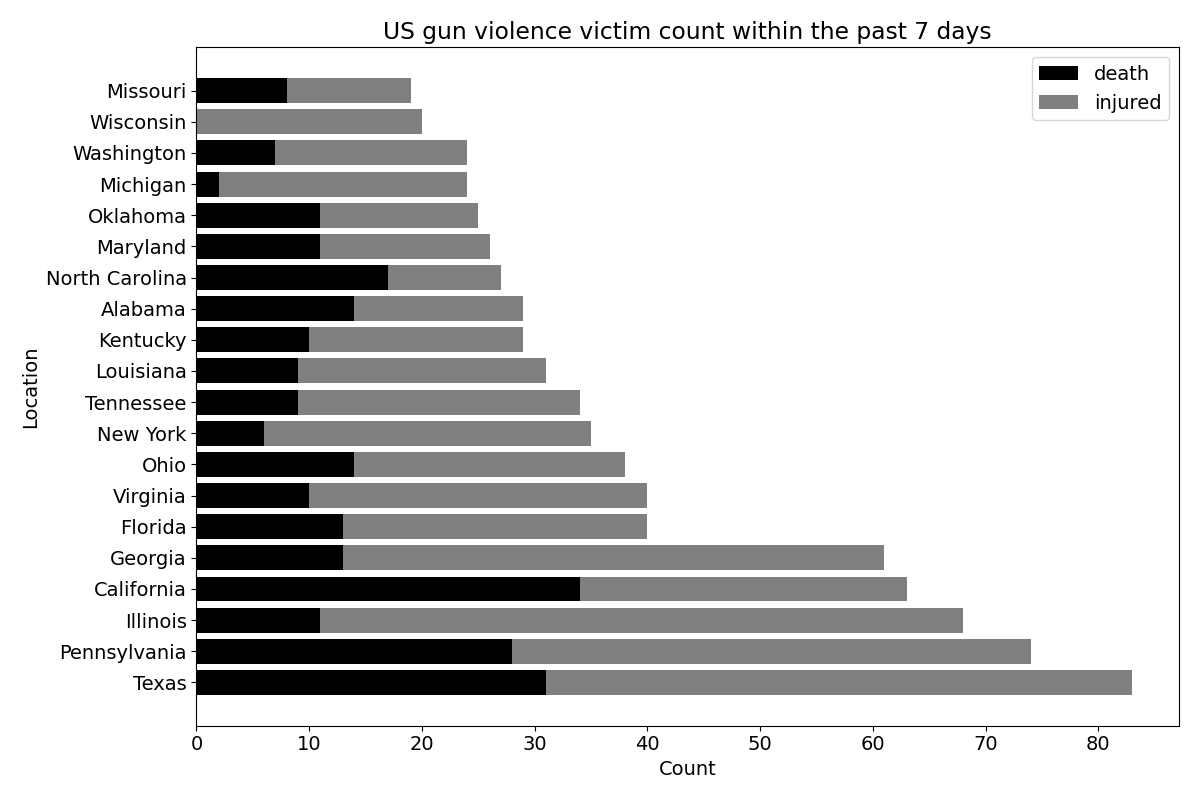 US gun violence victim count within the past 7 days
death
injured
Missouri
Wisconsin
Washington
Michigan
Oklahoma
Maryland
North Carolina
Alabama
Kentucky
Louisiana
Tennessee
New York
Ohio
Virginia
Florida
Georgia
California
Illinois
Pennsylvania
Texas
Location
0 10 20 30 40 50 60 70 80
Count